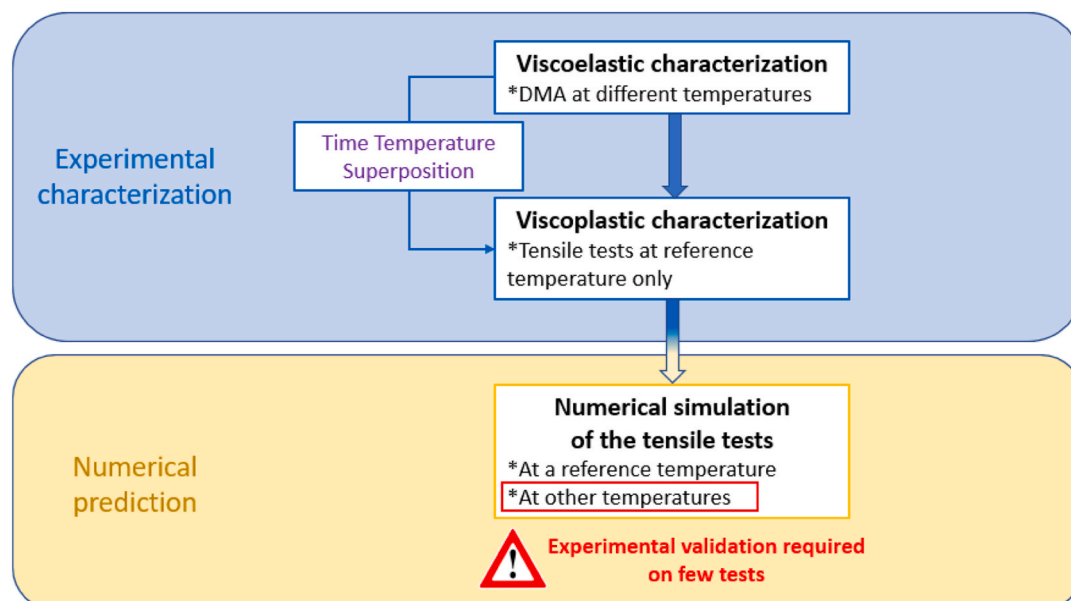 Experimental
characterization
Viscoelastic characterization
*DMA at different temperatures
Time Temperature
Superposition
Viscoplastic characterization
*Tensile tests at reference
temperature only
Numerical
prediction
Numerical simulation
of the tensile tests
*At a reference temperature
*At other temperatures
!
Experimental validation required
on few tests